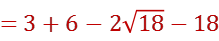 = 3 + 6 − 2√18 − 18